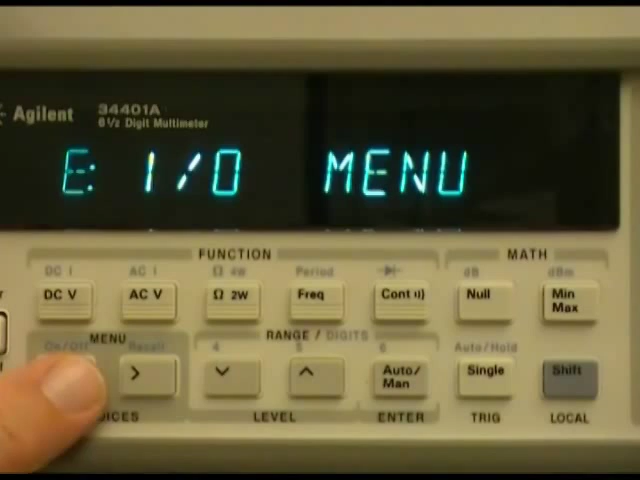 Agilent 34401A
6½ Digit Multimeter
E: I/O MENU
FUNCTION MATH
DC I AC I Ω 4W Period dB dBm
DC V AC V Ω 2W Freq Cont Null Min Max
MENU RANGE / DIGITS
On/Off Recall 4 5 6 Auto/Hold
> Auto/Man Single Shift
LEVEL ENTER TRIG LOCAL